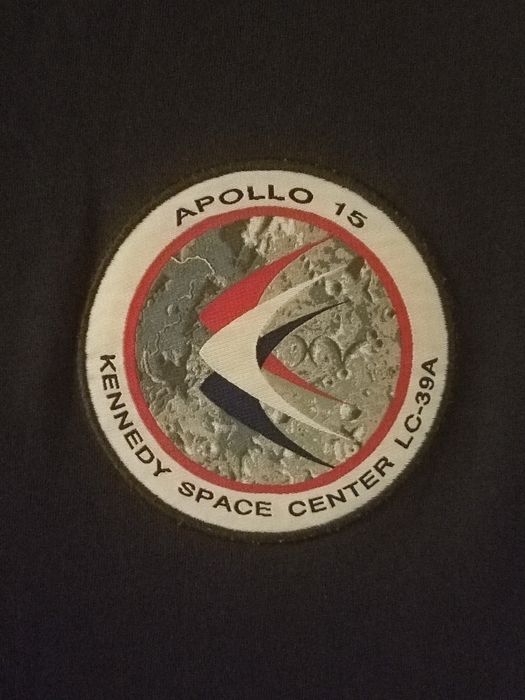 APOLLO 15
KENNEDY SPACE CENTER LC-39A